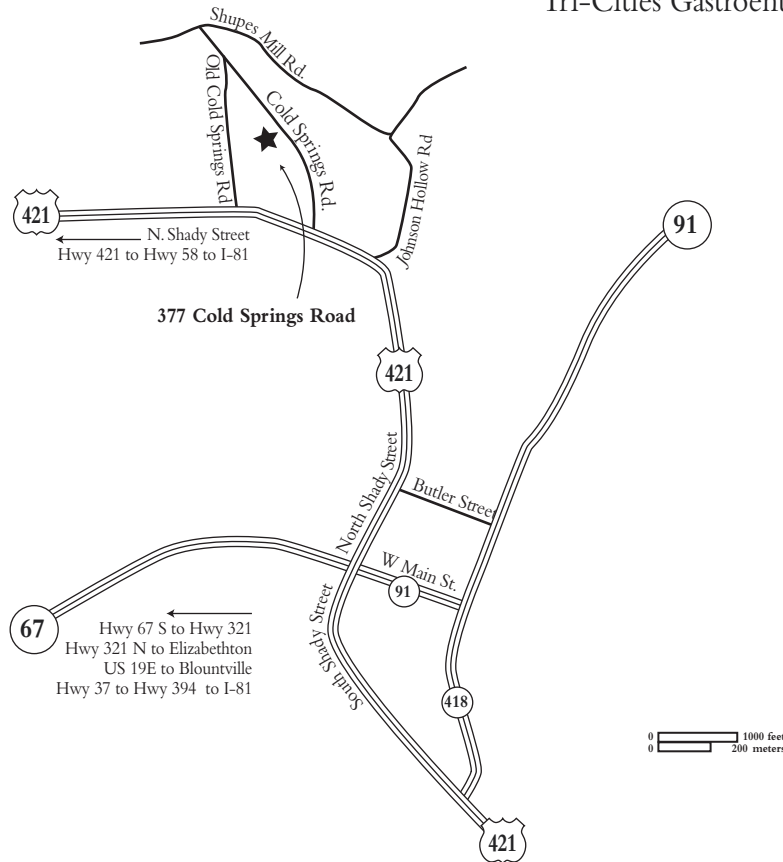 Tri-Cities Gastroent
Shupes Mill Rd.
Old Cold Springs Rd
Cold Springs Rd.
Johnson Hollow Rd
421
91
N. Shady Street
Hwy 421 to Hwy 58 to I-81
377 Cold Springs Road
421
North Shady Street
Butler Street
W Main St.
91
67
Hwy 67 S to Hwy 321
Hwy 321 N to Elizabethton
US 19E to Blountville
Hwy 37 to Hwy 394 to I-81
South Shady Street
418
0 1000 feet
0 200 meters
421